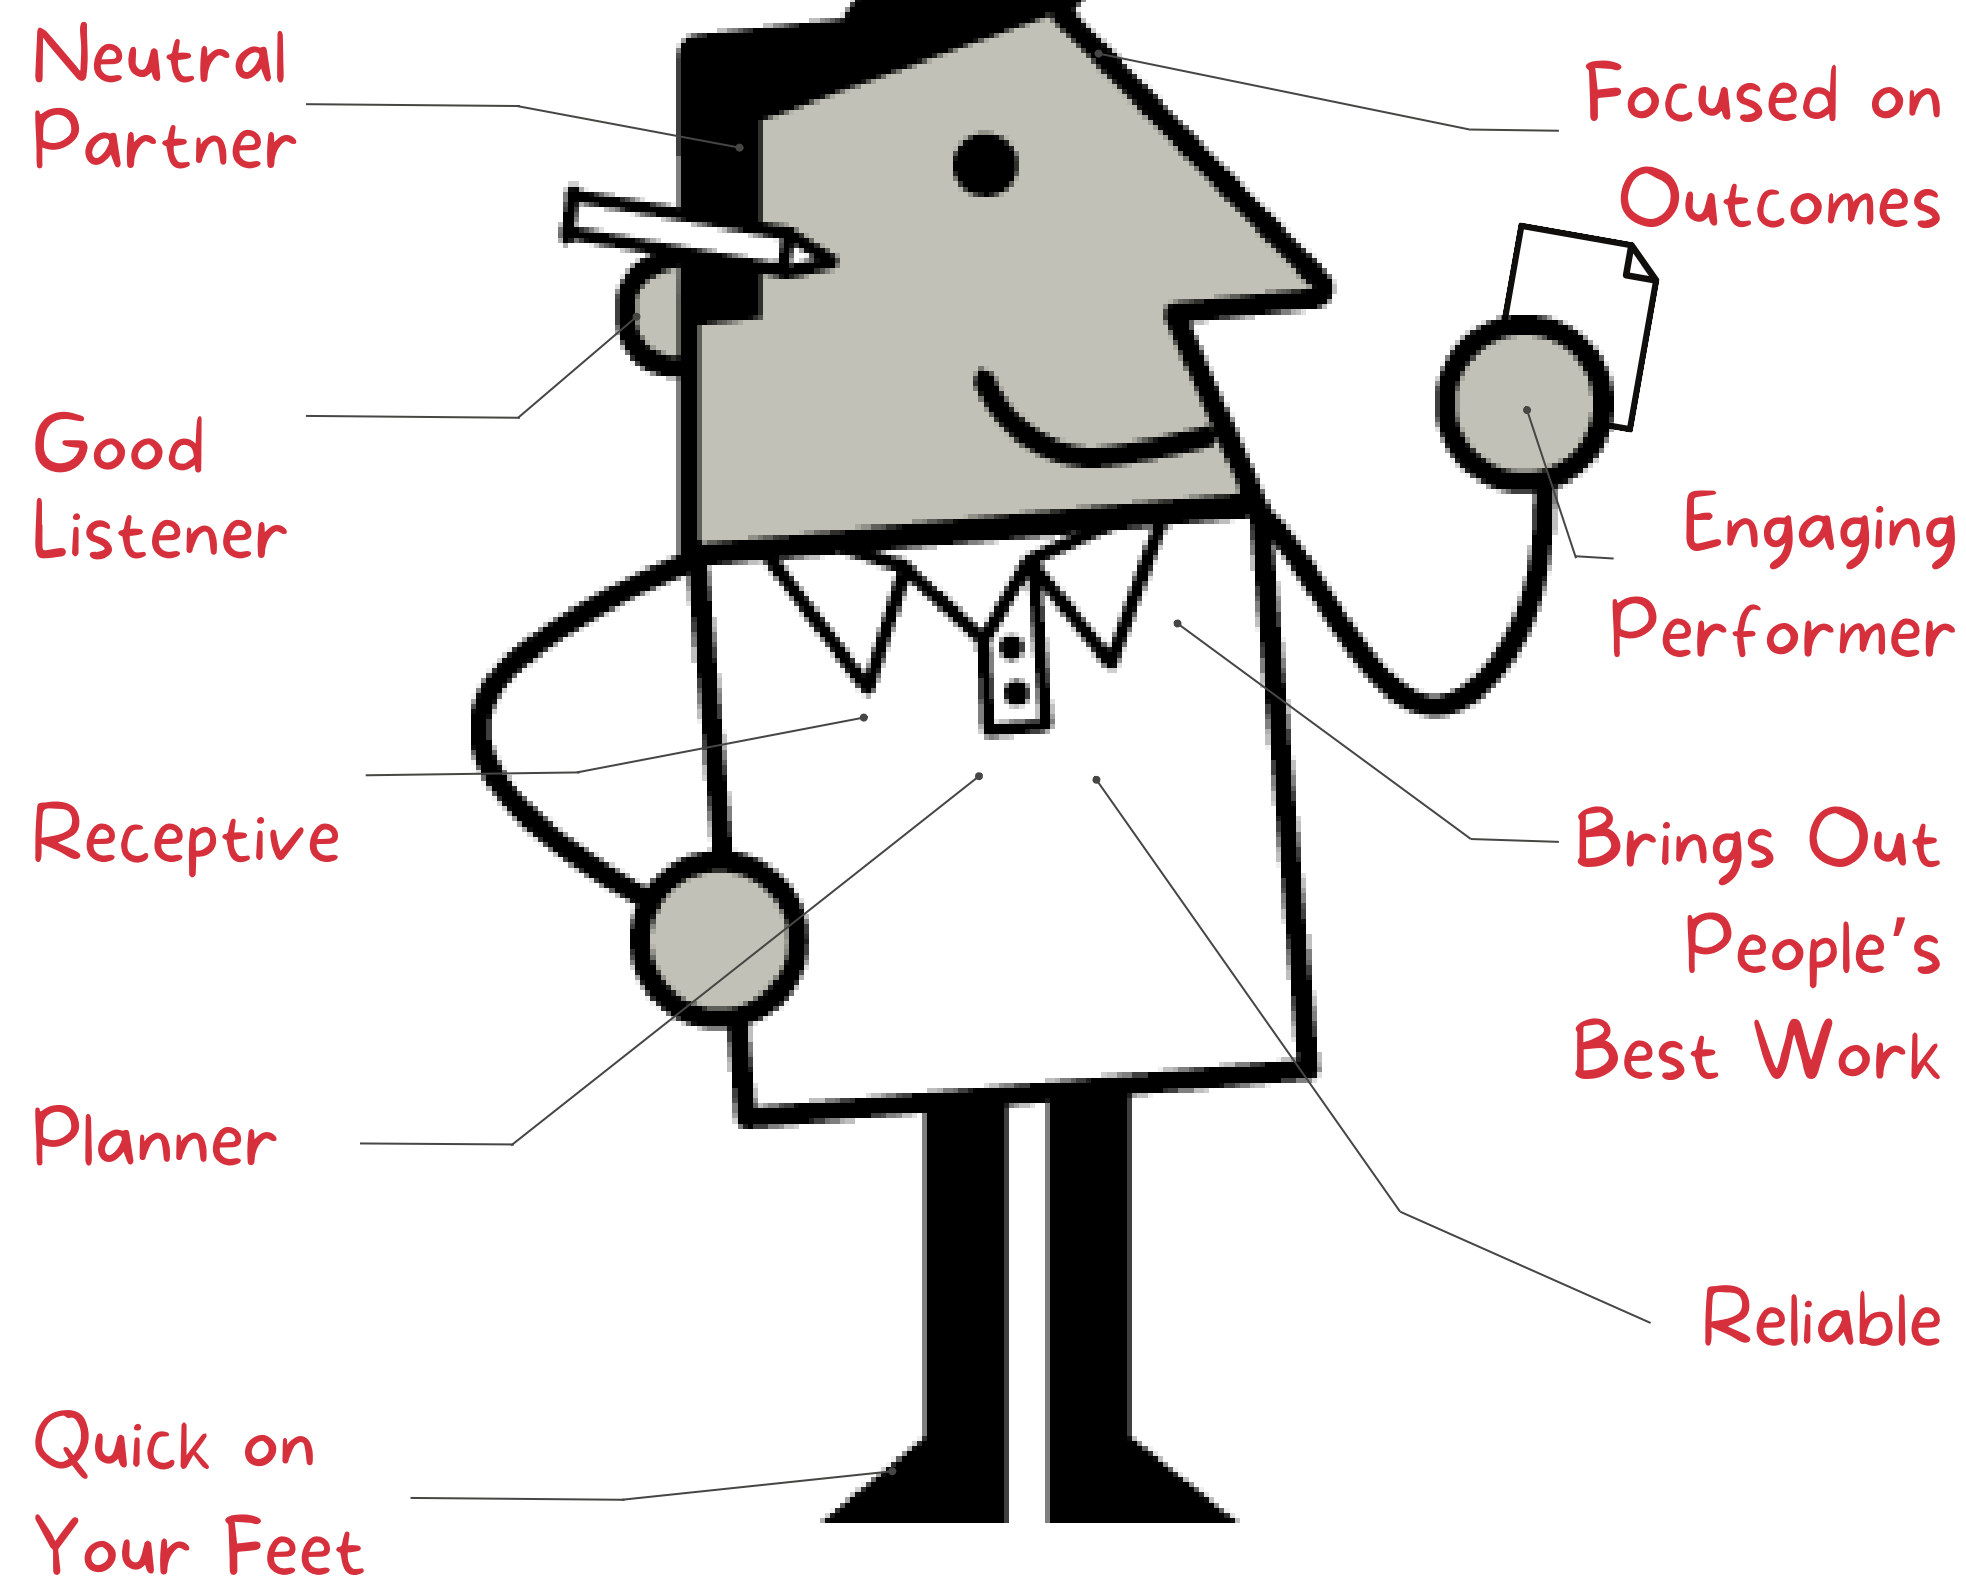 Neutral
Partner
Good
Listener
Receptive
Planner
Quick on
Your Feet
Focused on
Outcomes
Engaging
Performer
Brings Out
People's
Best Work
Reliable